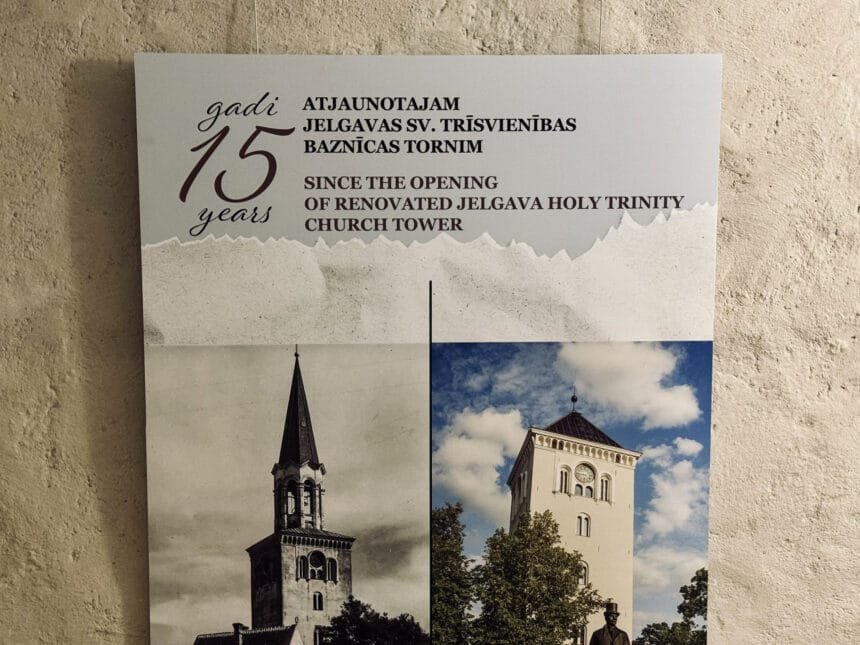 gadi
15
years
ATJAUNOTAJAM
JELGAVAS SV. TRĪSVIENĪBAS
BAZNĪCAS TORNIM
SINCE THE OPENING
OF RENOVATED JELGAVA HOLY TRINITY
CHURCH TOWER